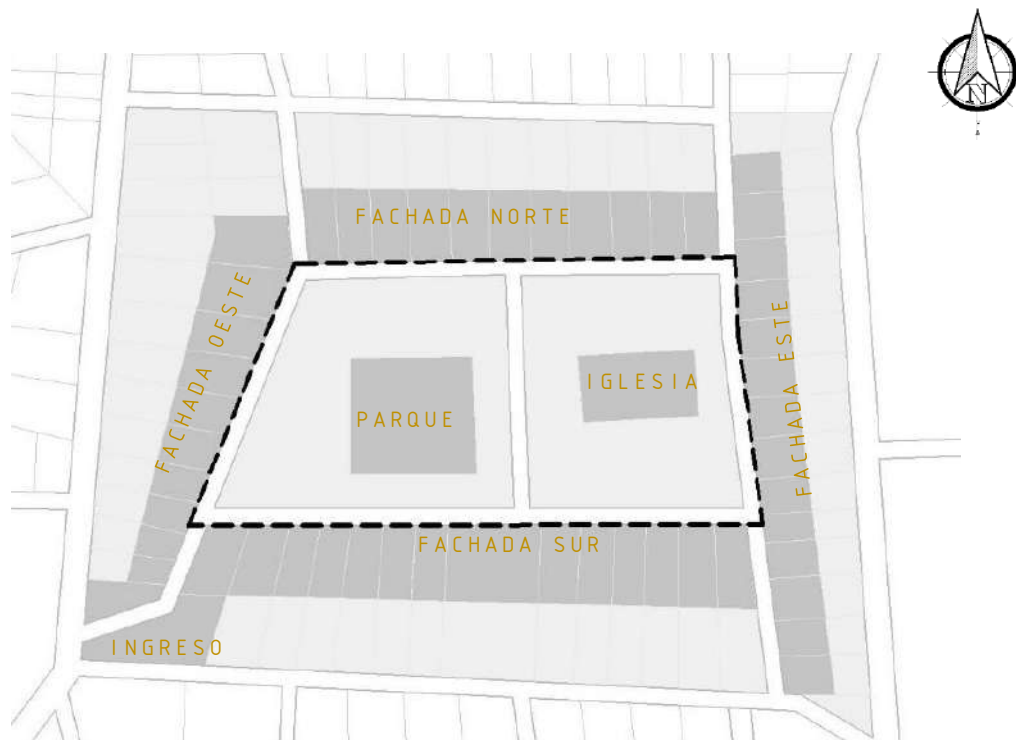 N
FACHADA NORTE
FACHADA OESTE
FACHADA ESTE
IGLESIA
PARQUE
FACHADA SUR
INGRESO